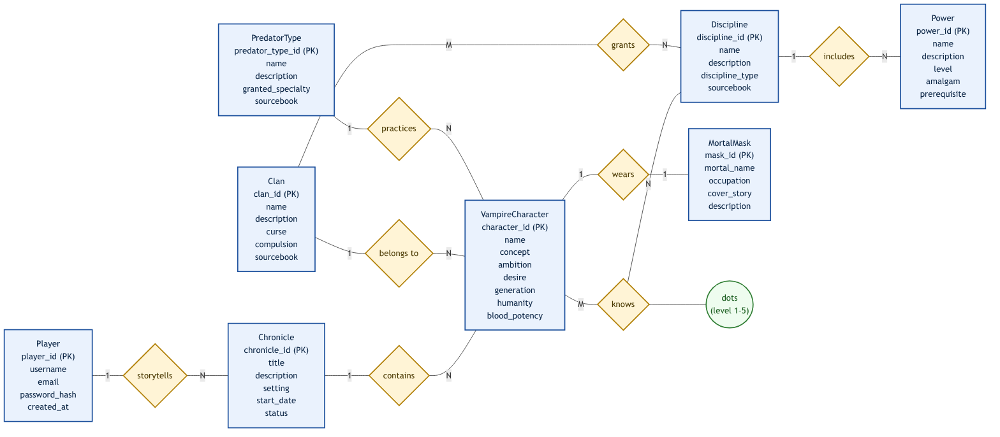 PredatorType
predator_type_id (PK)
name
description
granted_specialty
sourcebook
M
grants
N
Discipline
discipline_id (PK)
name
description
discipline_type
sourcebook
1
includes
N
Power
power_id (PK)
name
description
level
amalgam
prerequisite
1
practices
N
Clan
clan_id (PK)
name
description
curse
compulsion
sourcebook
1
belongs to
N
VampireCharacter
character_id (PK)
name
concept
ambition
desire
generation
humanity
blood_potency
1
wears
1
MortalMask
mask_id (PK)
mortal_name
occupation
cover_story
description
N
M
knows
dots
(level 1-5)
Player
player_id (PK)
username
email
password_hash
created_at
1
storytells
N
Chronicle
chronicle_id (PK)
title
description
setting
start_date
status
1
contains
N